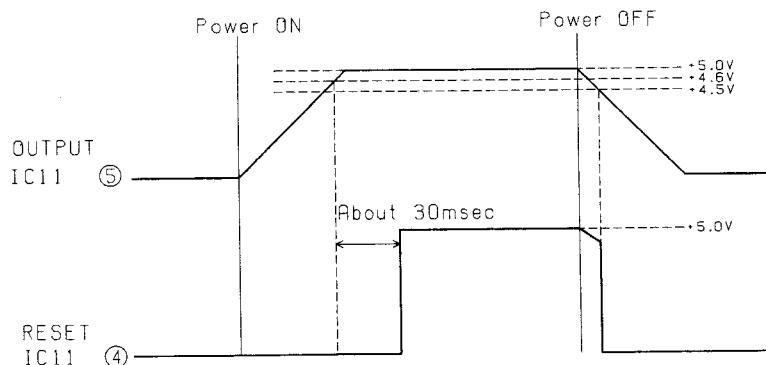 Power ON
Power OFF
+5.0V
+4.6V
+4.5V
OUTPUT
IC11 ⑤
About 30msec
+5.0V
RESET
IC11 ④